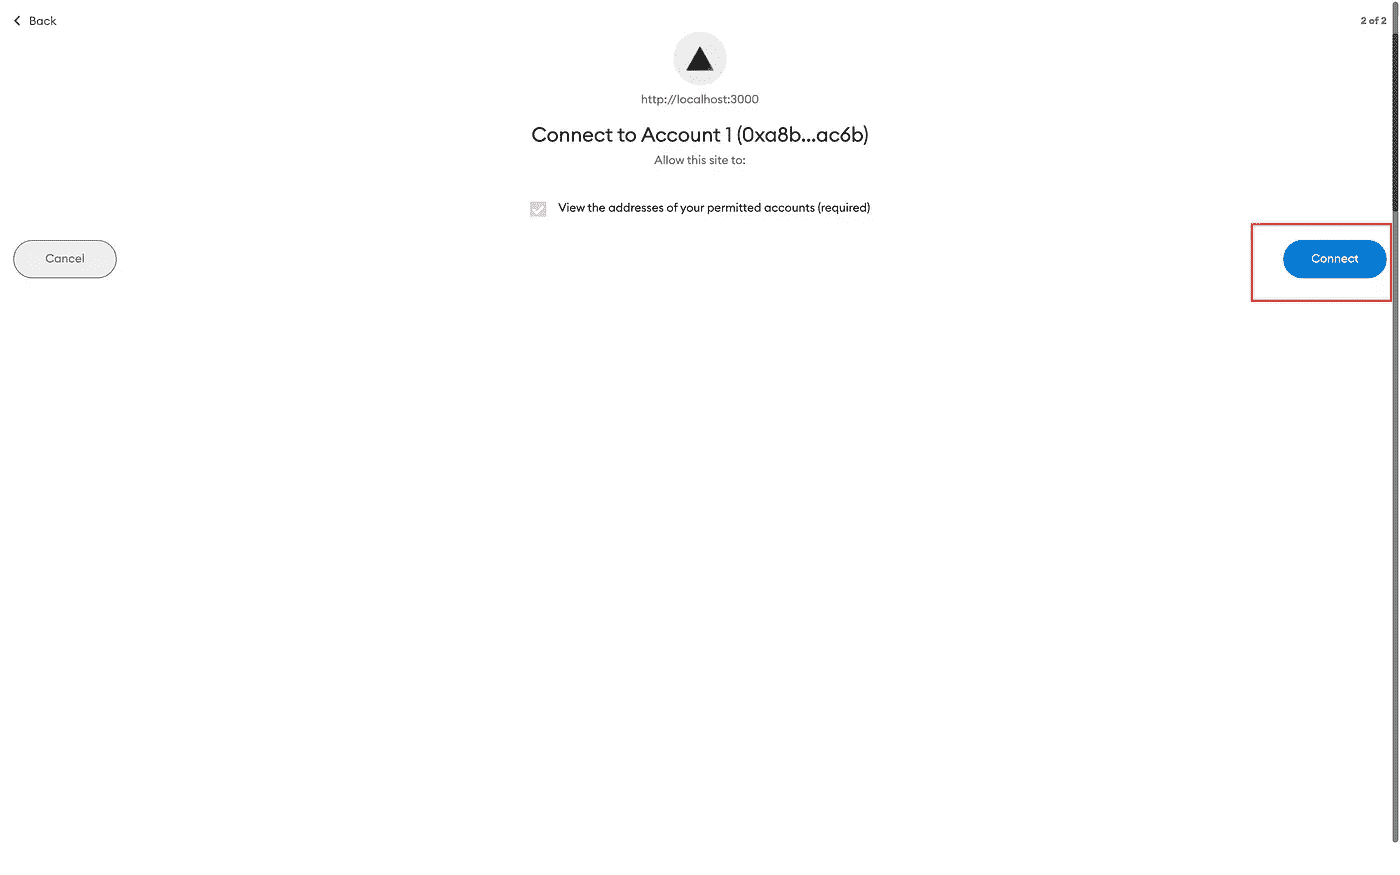 Back
2 of 2
http://localhost:3000
Connect to Account 1 (0xa8b...ac6b)
Allow this site to:
View the addresses of your permitted accounts (required)
Cancel
Connect